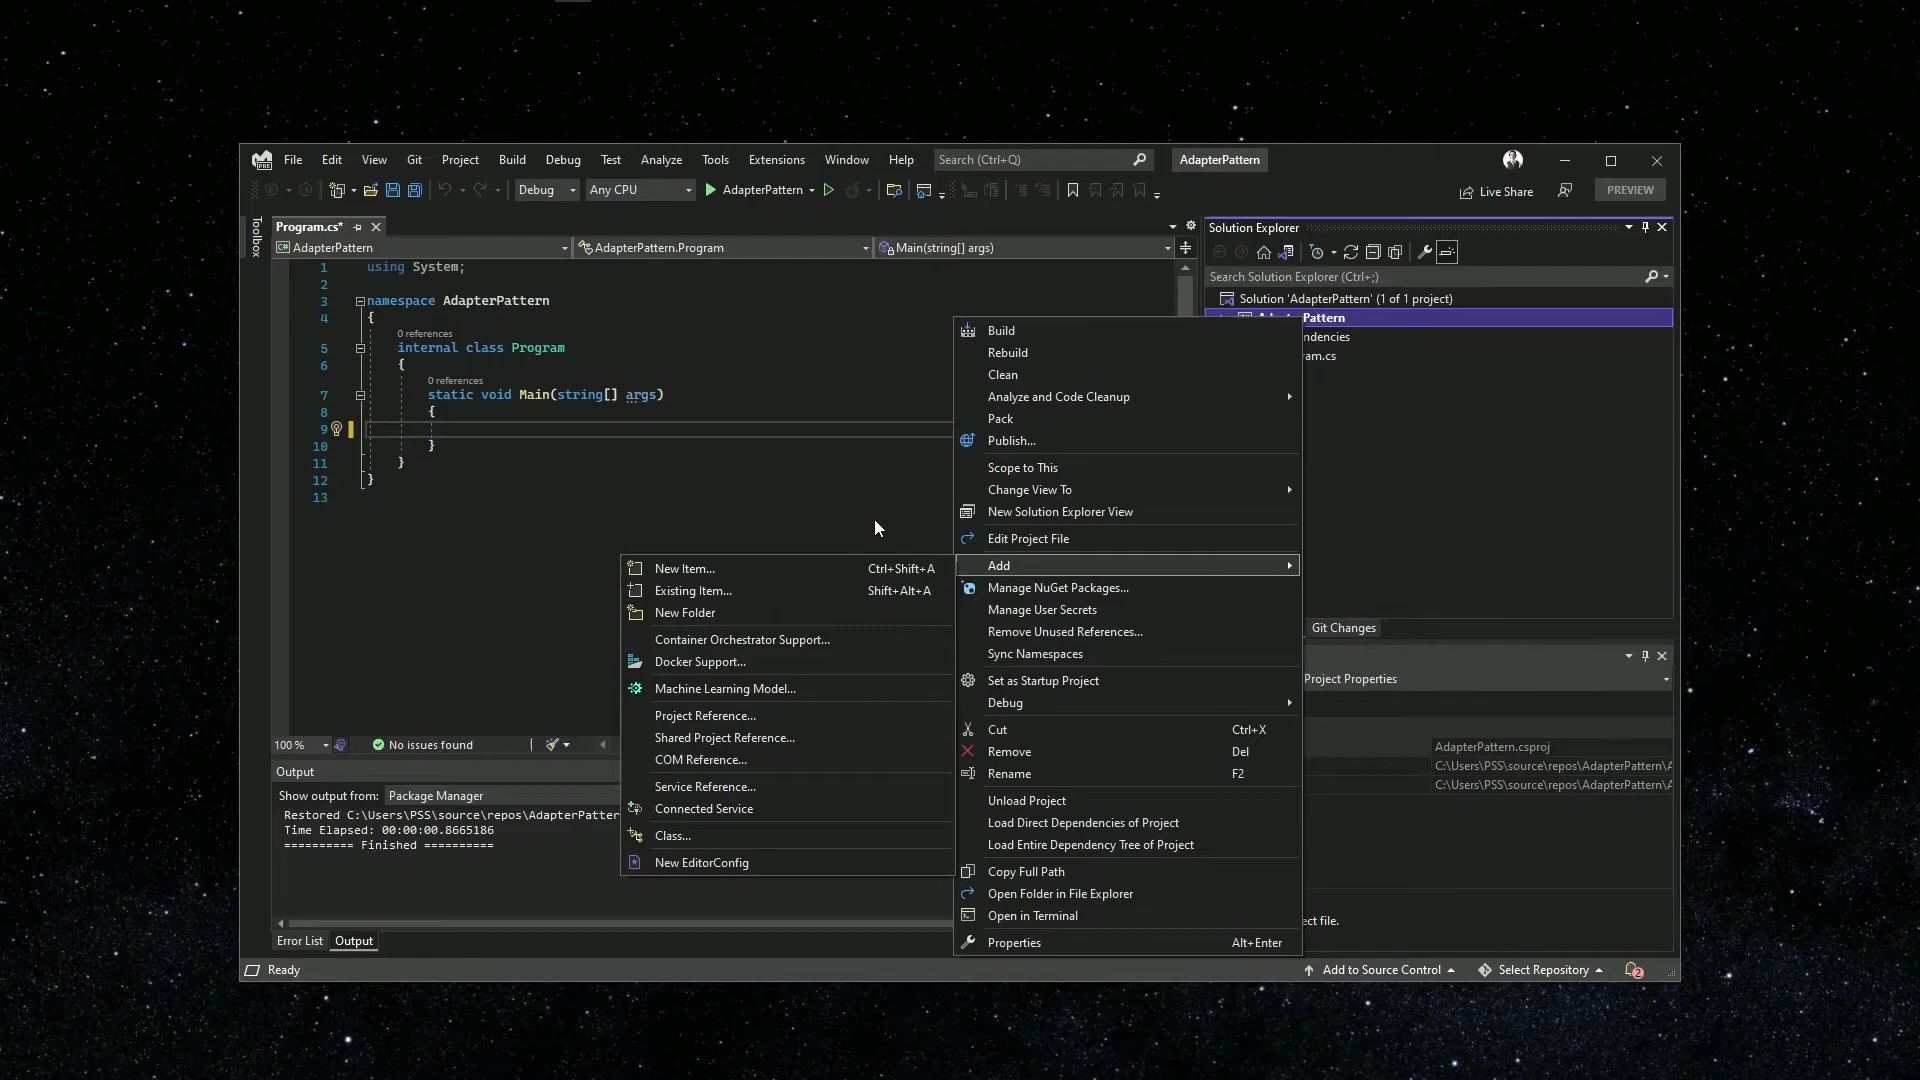 File Edit View Git Project Build Debug Test Analyze Tools Extensions Window Help Search (Ctrl+Q) AdapterPattern
Debug Any CPU AdapterPattern Live Share PREVIEW
Toolbox
Program.cs*
AdapterPattern AdapterPattern.Program Main(string[] args)
1 using System;
2
3 namespace AdapterPattern
4 {
0 references
5 internal class Program
6 {
0 references
7 static void Main(string[] args)
8 {
9
10 }
11 }
12 }
13
100 % No issues found
Output
Show output from: Package Manager
Restored C:\Users\PSS\source\repos\AdapterPatter
Time Elapsed: 00:00:00.8665186
========== Finished ==========
Error List Output
New Item... Ctrl+Shift+A
Existing Item... Shift+Alt+A
New Folder
Container Orchestrator Support...
Docker Support...
Machine Learning Model...
Project Reference...
Shared Project Reference...
COM Reference...
Service Reference...
Connected Service
Class...
New EditorConfig
Build
Rebuild
Clean
Analyze and Code Cleanup
Pack
Publish...
Scope to This
Change View To
New Solution Explorer View
Edit Project File
Add
Manage NuGet Packages...
Manage User Secrets
Remove Unused References...
Sync Namespaces
Set as Startup Project
Debug
Cut Ctrl+X
Remove Del
Rename F2
Unload Project
Load Direct Dependencies of Project
Load Entire Dependency Tree of Project
Copy Full Path
Open Folder in File Explorer
Open in Terminal
Properties Alt+Enter
Solution Explorer
Search Solution Explorer (Ctrl+;)
Solution 'AdapterPattern' (1 of 1 project)
Pattern
ndencies
am.cs
Git Changes
Project Properties
AdapterPattern.csproj
C:\Users\PSS\source\repos\AdapterPattern\A
C:\Users\PSS\source\repos\AdapterPattern\A
ect file.
Ready Add to Source Control Select Repository 2